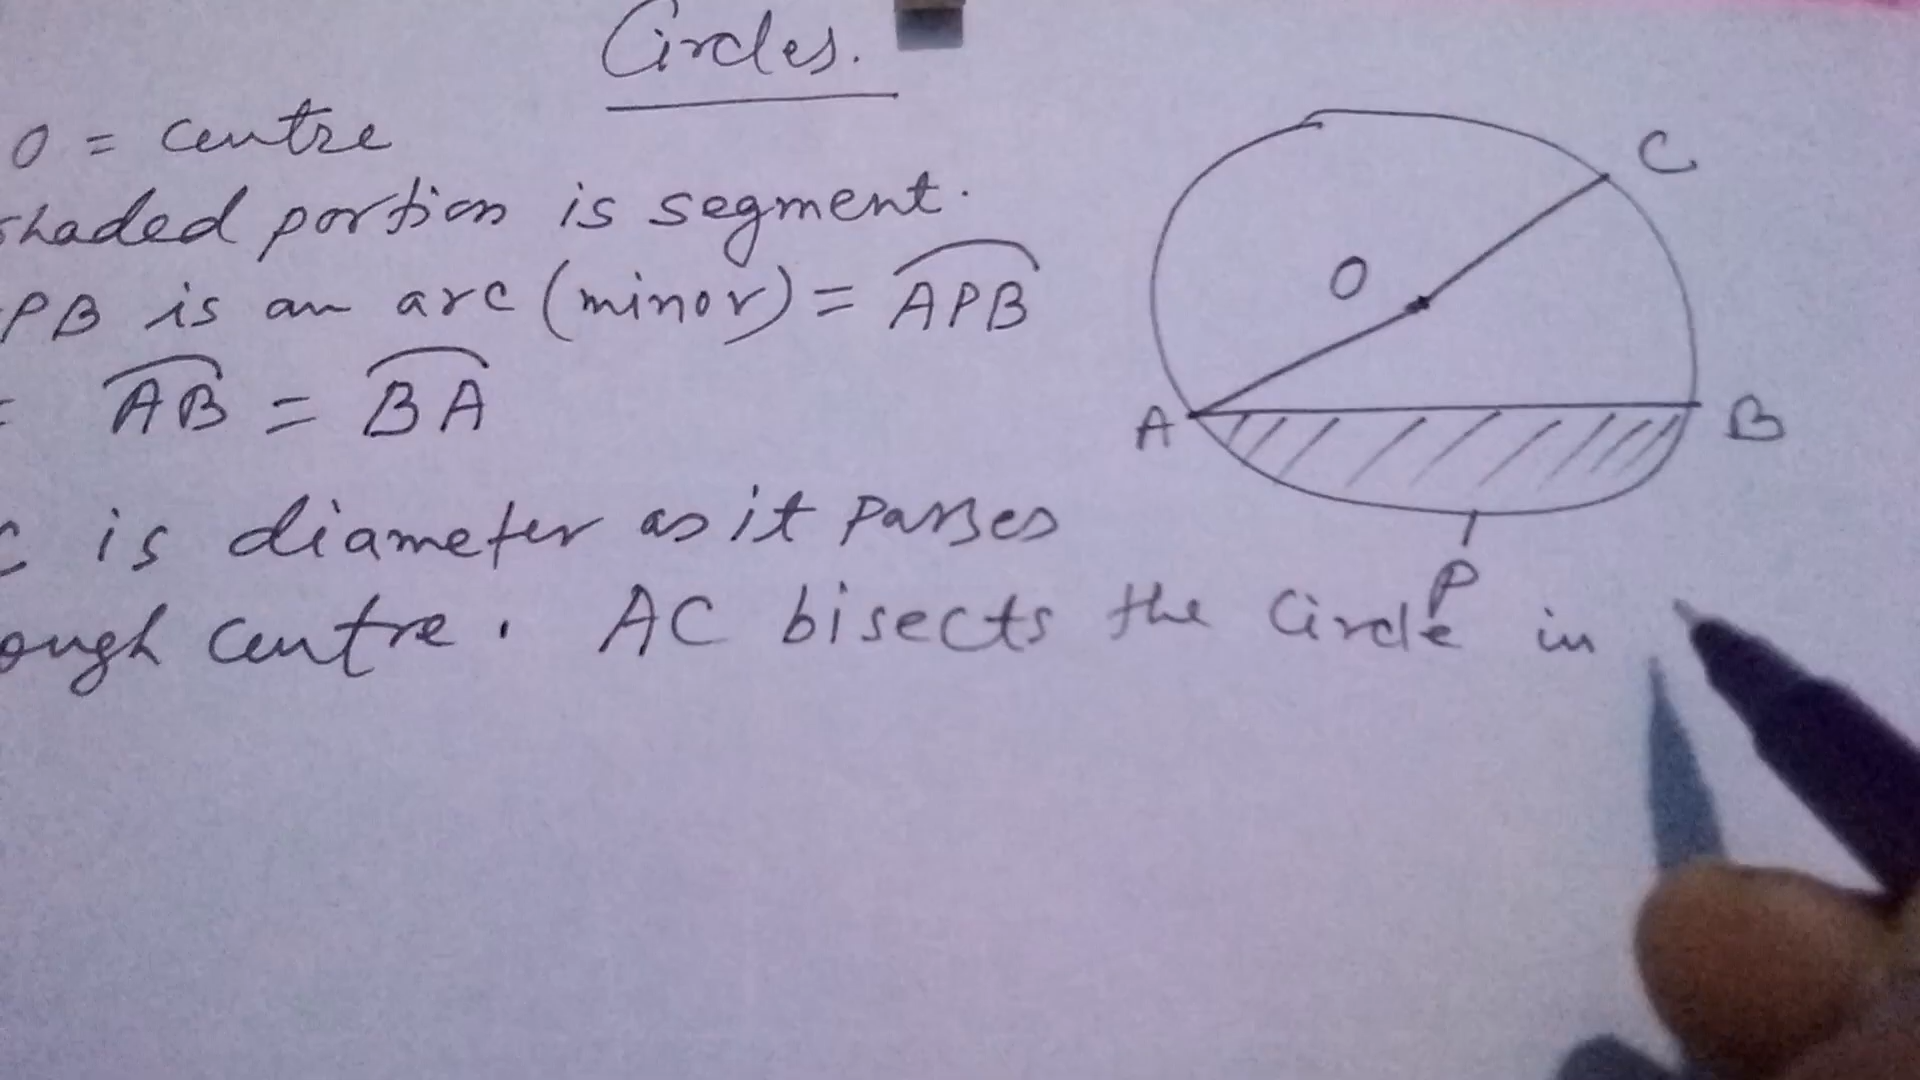 Circles.
O = centre
shaded portion is segment.
PB is an arc (minor) = APB
= AB = BA
C is diameter as it passes
ough centre. AC bisects the circle in
C
O
A
B
P